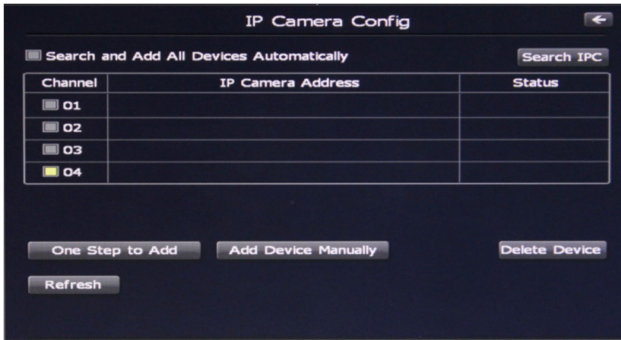 IP Camera Config
Search and Add All Devices Automatically
Search IPC
Channel IP Camera Address Status
01
02
03
04
One Step to Add Add Device Manually Delete Device
Refresh